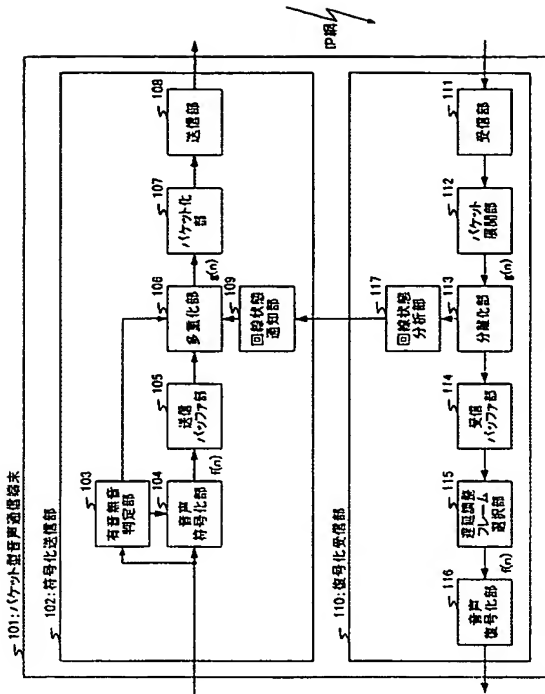 101:パケット型音声通信端末
102:符号化送信部
103
有音無音
判定部
104
音声
符号化部
f(n)
105
送信
バッファ部
106
多重化部
g(n)
107
パケット化
部
108
送信部
109
回線状態
通知部
IP網
110:復号化受信部
111
受信部
112
パケット
展開部
g(n)
113
分離化部
117
回線状態
分析部
114
受信
バッファ部
115
遅延調整
フレーム
選択部
f(n)
116
音声
復号化部